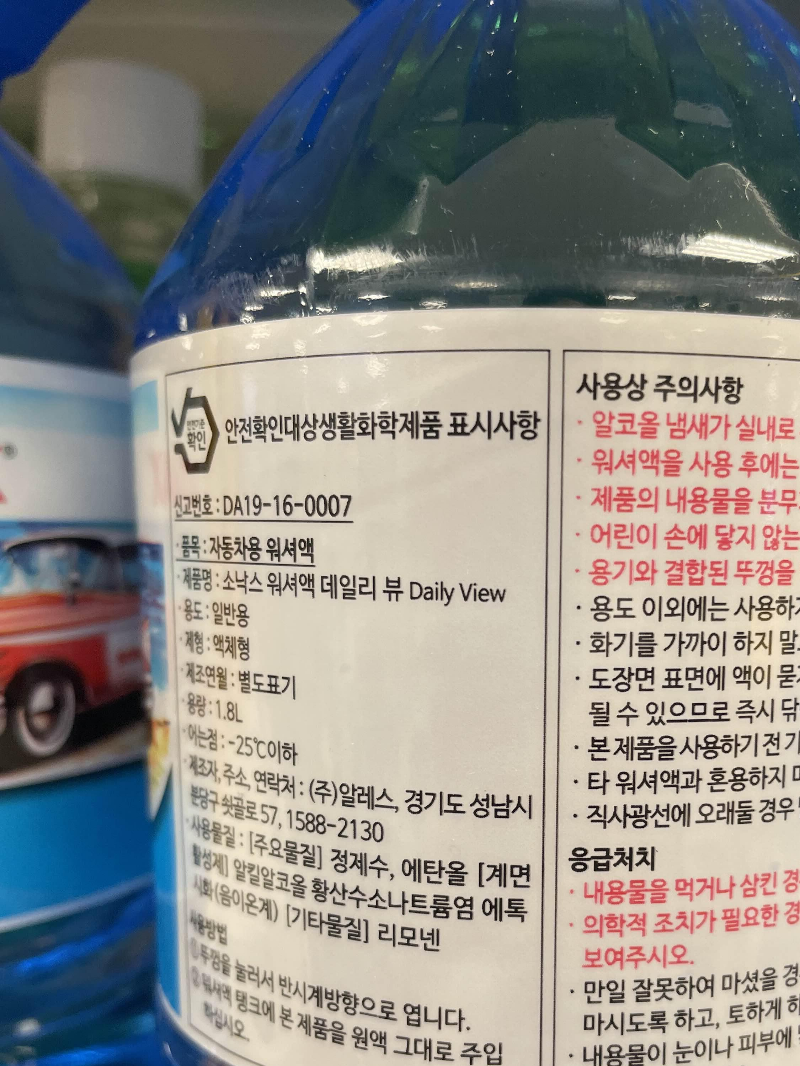 안전기준
확인
안전확인대상생활화학제품 표시사항
신고번호 : DA19-16-0007
· 품목 : 자동차용 워셔액
· 제품명 : 소낙스 워셔액 데일리 뷰 Daily View
· 용도 : 일반용
· 제형 : 액체형
· 제조연월 : 별도표기
· 용량 : 1.8L
· 어는점 : -25℃이하
· 제조자, 주소, 연락처 : (주)알레스, 경기도 성남시
분당구 쇳골로 57, 1588-2130
· 사용물질 : [주요물질] 정제수, 에탄올 [계면
활성제] 알킬알코올 황산수소나트륨염 에톡
시화(음이온계) [기타물질] 리모넨
사용방법
① 뚜껑을 눌러서 반시계방향으로 엽니다.
② 워셔액 탱크에 본 제품을 원액 그대로 주입
하십시오.
사용상 주의사항
· 알코올 냄새가 실내로
· 워셔액을 사용 후에는
· 제품의 내용물을 분무
· 어린이 손에 닿지 않는
· 용기와 결합된 뚜껑을
· 용도 이외에는 사용하
· 화기를 가까이 하지 말
· 도장면 표면에 액이 묻
될 수 있으므로 즉시 닦
· 본 제품을 사용하기 전
· 타 워셔액과 혼용하지
· 직사광선에 오래둘 경우
응급처치
· 내용물을 먹거나 삼킨
· 의학적 조치가 필요한
보여주시오.
· 만일 잘못하여 마셨을
마시도록 하고, 토하게
· 내용물이 눈이나 피부에